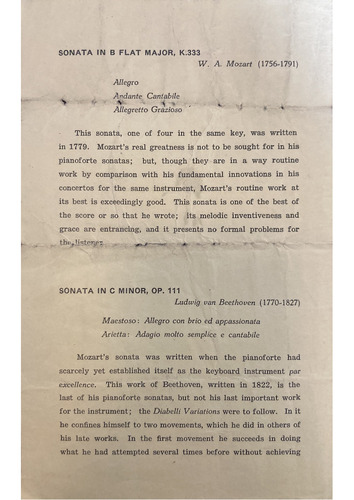 SONATA IN B FLAT MAJOR, K.333
W. A. Mozart (1756-1791)
Allegro
Andante Cantabile
Allegretto Grazioso
This sonata, one of four in the same key, was written
in 1779. Mozart's real greatness is not to be sought for in his
pianoforte sonatas; but, though they are in a way routine
work by comparison with his fundamental innovations in his
concertos for the same instrument, Mozart's routine work at
its best is exceedingly good. This sonata is one of the best of
the score or so that he wrote; its melodic inventiveness and
grace are entrancing, and it presents no formal problems for
the listener.
SONATA IN C MINOR, OP. 111
Ludwig van Beethoven (1770-1827)
Maestoso: Allegro con brio ed appassionata
Arietta: Adagio molto semplice e cantabile
Mozart's sonata was written when the pianoforte had
scarcely yet established itself as the keyboard instrument par
excellence. This work of Beethoven, written in 1822, is the
last of his pianoforte sonatas, but not his last important work
for the instrument; the Diabelli Variations were to follow. In it
he confines himself to two movements, which he did in others of
his late works. In the first movement he succeeds in doing
what he had attempted several times before without achieving